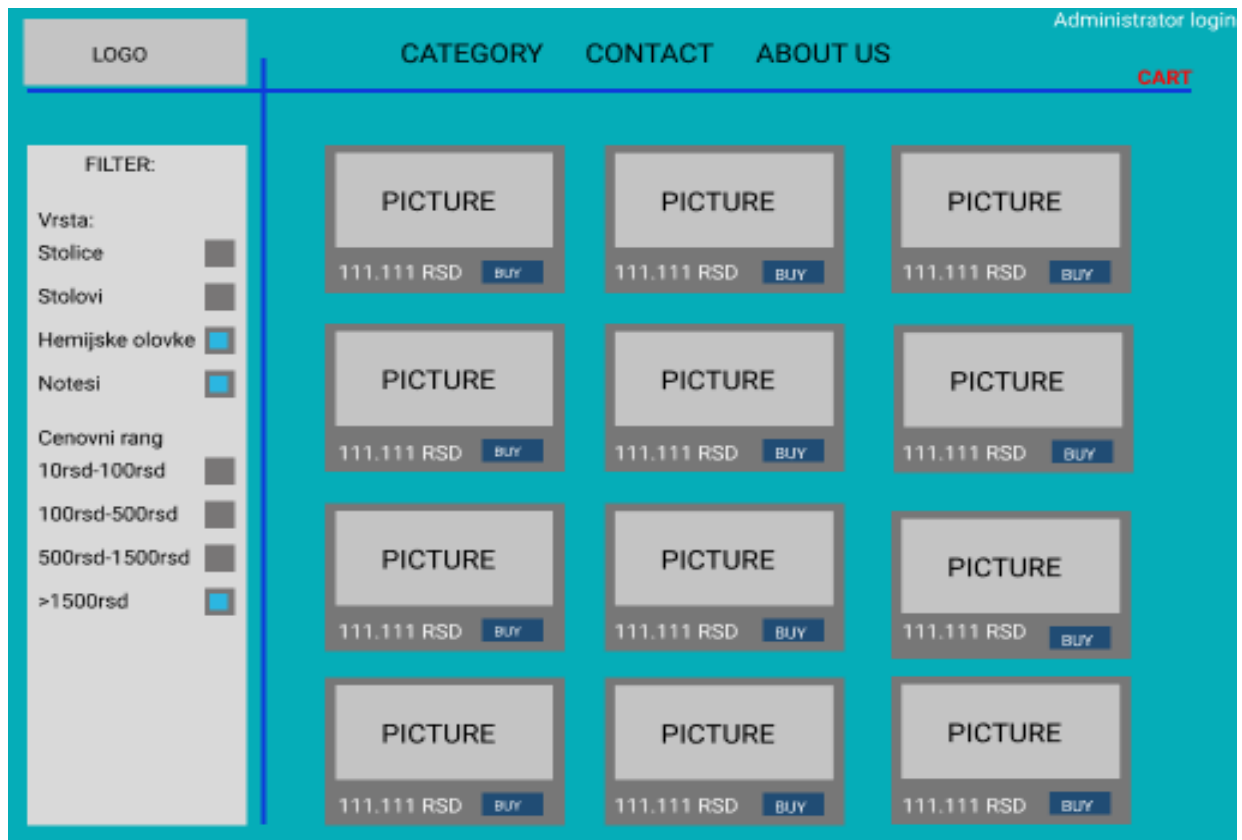 Administrator login
LOGO
CATEGORY CONTACT ABOUT US
CART
FILTER:
Vrsta:
Stolice
Stolovi
Hemijske olovke
Notesi
Cenovni rang
10rsd-100rsd
100rsd-500rsd
500rsd-1500rsd
>1500rsd
PICTURE PICTURE PICTURE
111.111 RSD BUY 111.111 RSD BUY 111.111 RSD BUY
PICTURE PICTURE PICTURE
111.111 RSD BUY 111.111 RSD BUY 111.111 RSD BUY
PICTURE PICTURE PICTURE
111.111 RSD BUY 111.111 RSD BUY 111.111 RSD BUY
PICTURE PICTURE PICTURE
111.111 RSD BUY 111.111 RSD BUY 111.111 RSD BUY